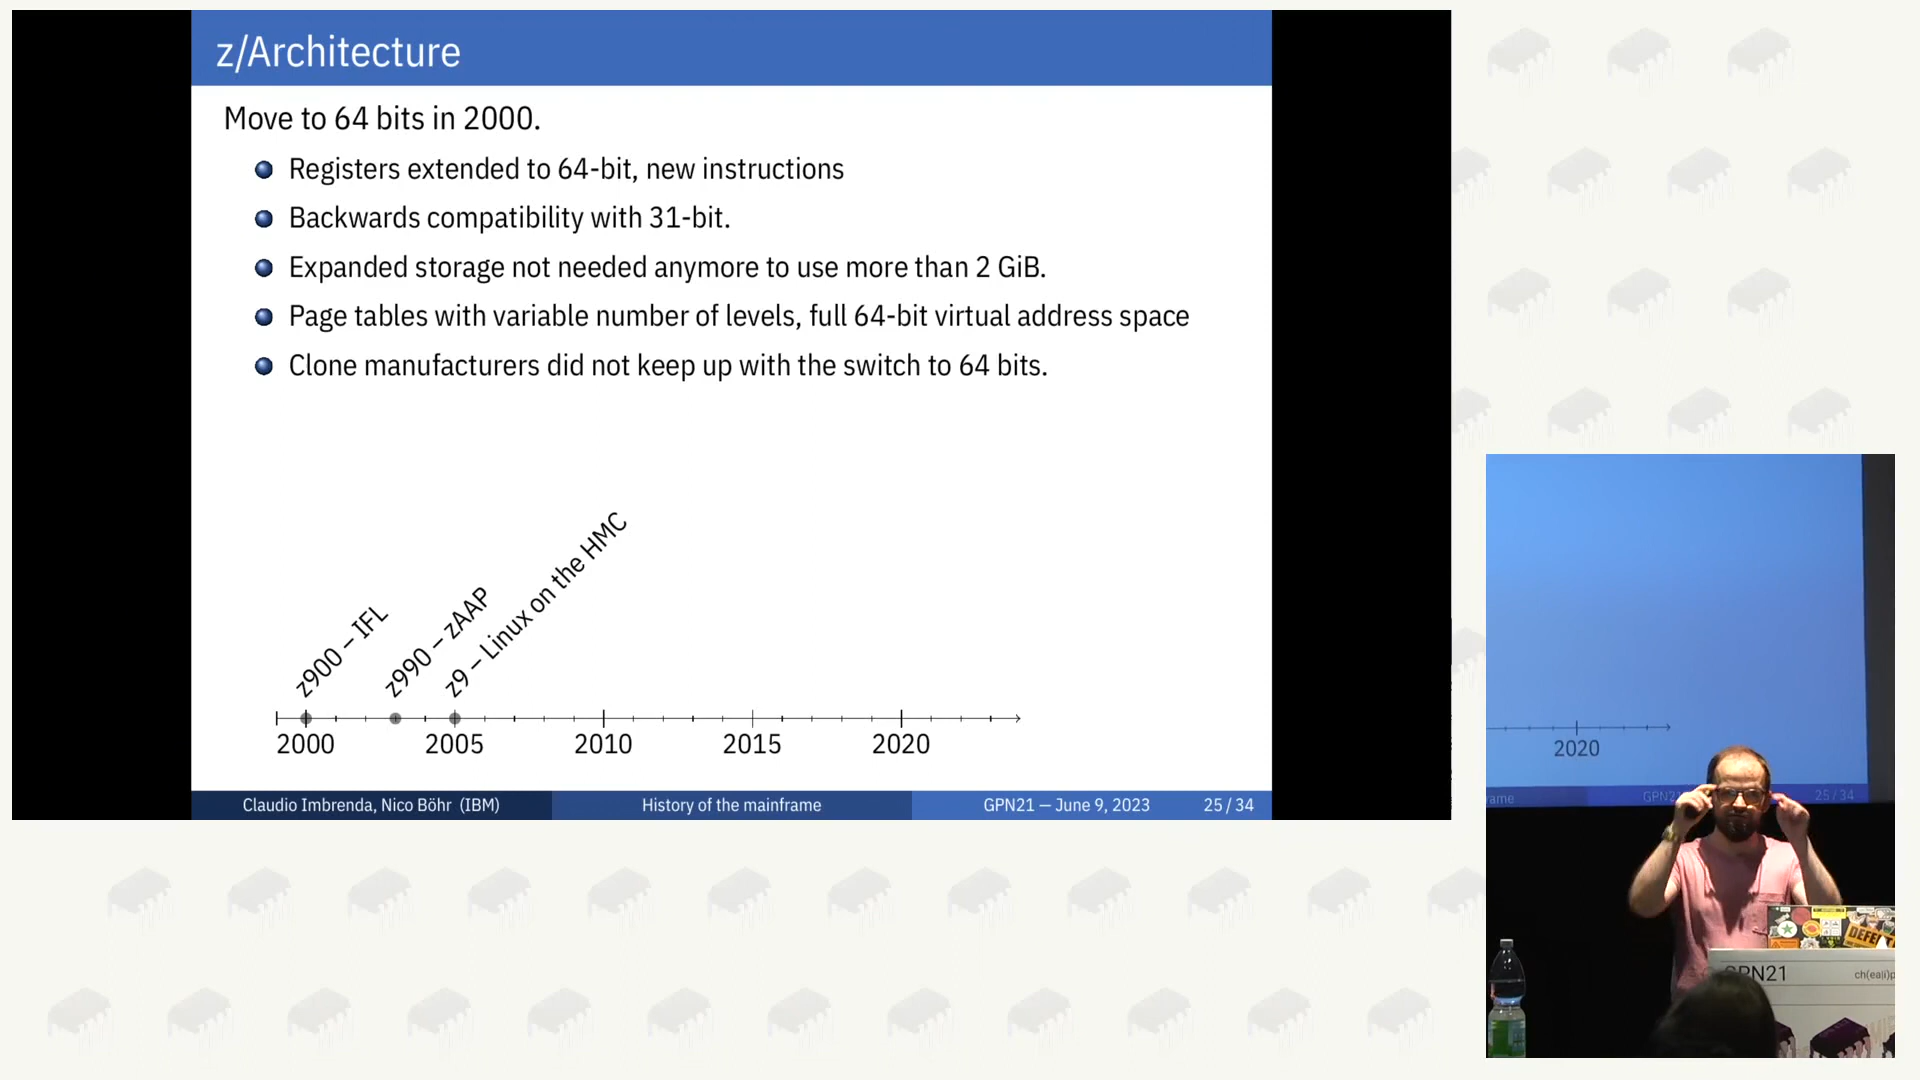 z/Architecture
Move to 64 bits in 2000.
Registers extended to 64-bit, new instructions
Backwards compatibility with 31-bit.
Expanded storage not needed anymore to use more than 2 GiB.
Page tables with variable number of levels, full 64-bit virtual address space
Clone manufacturers did not keep up with the switch to 64 bits.
z900 – IFL
z990 – zAAP
z9 – Linux on the HMC
2000 2005 2010 2015 2020
Claudio Imbrenda, Nico Böhr (IBM) History of the mainframe GPN21 — June 9, 2023 25 / 34
2020
GPN21 25 / 34
GPN21